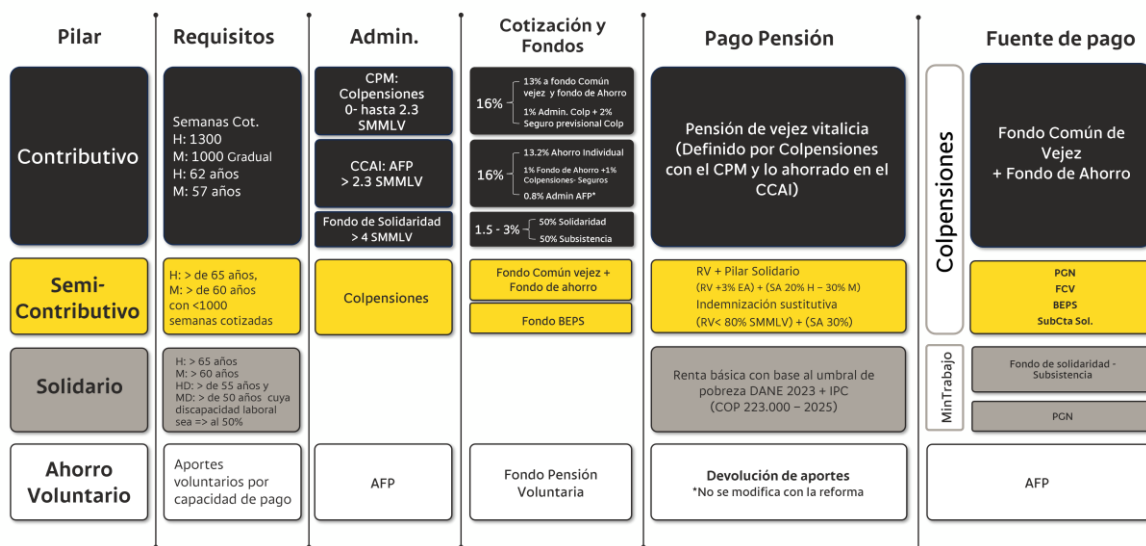 Pilar
Requisitos
Admin.
Cotización y
Fondos
Pago Pensión
Fuente de pago
Contributivo
Semanas Cot.
H: 1300
M: 1000 Gradual
H: 62 años
M: 57 años
CPM:
Colpensiones
0- hasta 2.3
SMMLV
CCAI: AFP
> 2.3 SMMLV
Fondo de Solidaridad
> 4 SMMLV
16%
13% a fondo Común
vejez y fondo de Ahorro
1% Admin. Colp + 2%
Seguro previsional Colp
16%
13.2% Ahorro Individual
1% Fondo de Ahorro +1%
Colpensiones- Seguros
0.8% Admin AFP*
1.5 - 3%
50% Solidaridad
50% Subsistencia
Pensión de vejez vitalicia
(Definido por Colpensiones
con el CPM y lo ahorrado en el
CCAI)
Colpensiones
Fondo Común de
Vejez
+ Fondo de Ahorro
Semi-
Contributivo
H: > de 65 años,
M: > de 60 años
con <1000
semanas cotizadas
Colpensiones
Fondo Común vejez +
Fondo de ahorro
Fondo BEPS
RV + Pilar Solidario
(RV +3% EA) + (SA 20% H – 30% M)
Indemnización sustitutiva
(RV< 80% SMMLV) + (SA 30%)
PGN
FCV
BEPS
SubCta Sol.
Solidario
H: > 65 años
M: > 60 años
HD: > de 55 años y
MD: > de 50 años cuya
discapacidad laboral
sea => al 50%
Renta básica con base al umbral de
pobreza DANE 2023 + IPC
(COP 223.000 – 2025)
MinTrabajo
Fondo de solidaridad -
Subsistencia
PGN
Ahorro
Voluntario
Aportes
voluntarios por
capacidad de pago
AFP
Fondo Pensión
Voluntaria
Devolución de aportes
*No se modifica con la reforma
AFP